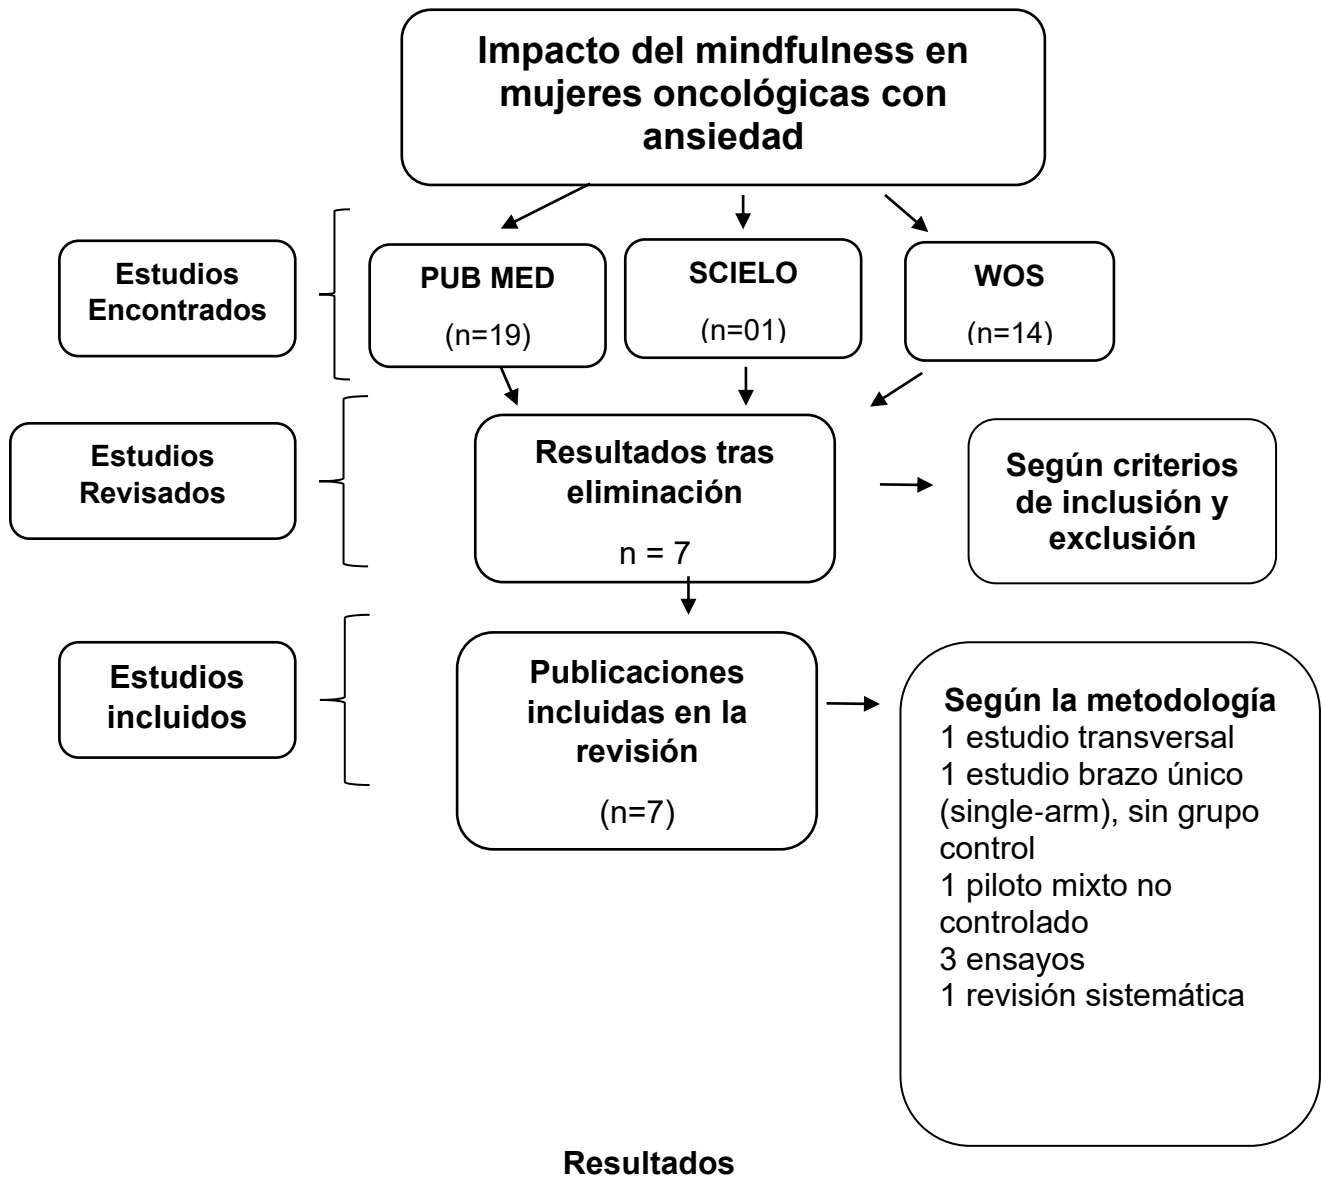 Impacto del mindfulness en
mujeres oncológicas con
ansiedad
Estudios
Encontrados
PUB MED
(n=19)
SCIELO
(n=01)
WOS
(n=14)
Estudios
Revisados
Resultados tras
eliminación
n = 7
Según criterios
de inclusión y
exclusión
Estudios
incluidos
Publicaciones
incluidas en la
revisión
(n=7)
Según la metodología
1 estudio transversal
1 estudio brazo único
(single-arm), sin grupo
control
1 piloto mixto no
controlado
3 ensayos
1 revisión sistemática
Resultados